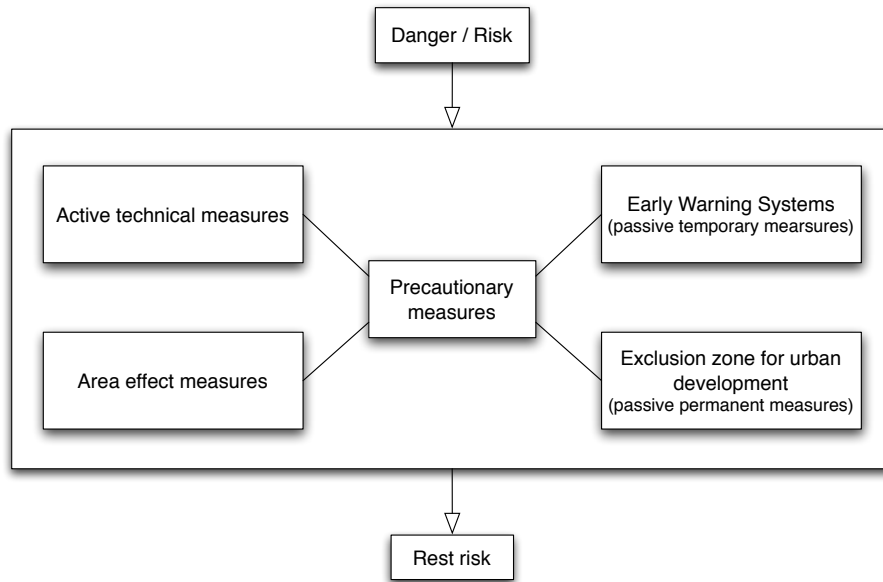 Danger / Risk
Active technical measures
Early Warning Systems
(passive temporary mearsures)
Precautionary
measures
Area effect measures
Exclusion zone for urban
development
(passive permanent measures)
Rest risk